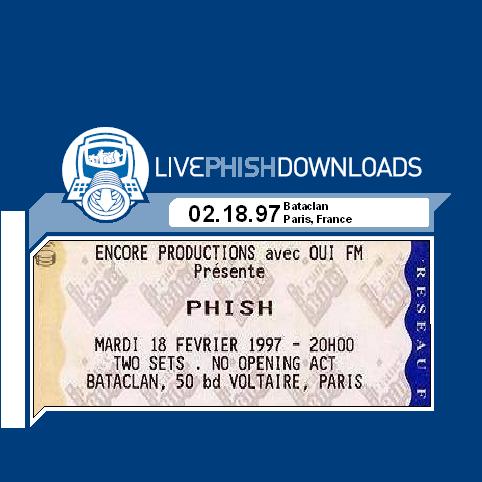 LIVEPHISHDOWNLOADS
02.18.97
Bataclan
Paris, France
ENCORE PRODUCTIONS avec OUI FM
Présente
PHISH
MARDI 18 FEVRIER 1997 - 20H00
TWO SETS . NO OPENING ACT
BATACLAN, 50 bd VOLTAIRE, PARIS
RESEAU F